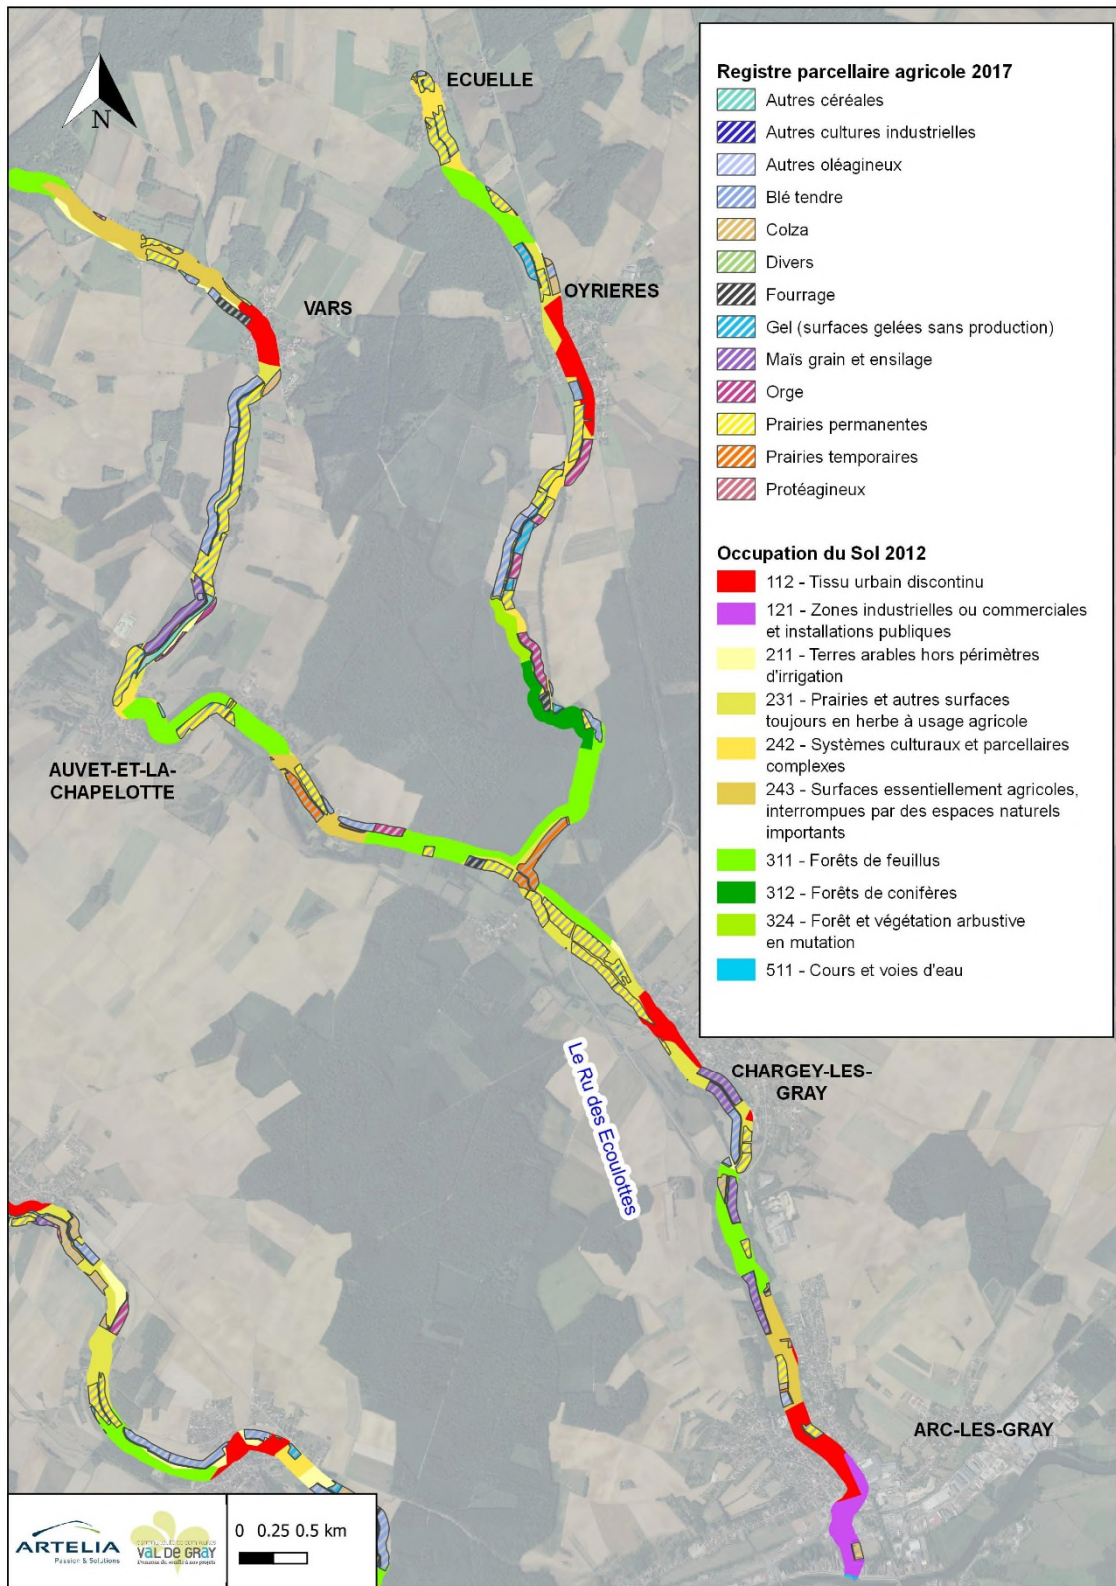 ECUELLE
N
VARS
OYRIERES
AUVET-ET-LA-
CHAPELOTTE
Le Ru des Ecoulottes
CHARGEY-LES-
GRAY
ARC-LES-GRAY
Registre parcellaire agricole 2017
Autres céréales
Autres cultures industrielles
Autres oléagineux
Blé tendre
Colza
Divers
Fourrage
Gel (surfaces gelées sans production)
Maïs grain et ensilage
Orge
Prairies permanentes
Prairies temporaires
Protéagineux
Occupation du Sol 2012
112 - Tissu urbain discontinu
121 - Zones industrielles ou commerciales
et installations publiques
211 - Terres arables hors périmètres
d'irrigation
231 - Prairies et autres surfaces
toujours en herbe à usage agricole
242 - Systèmes culturaux et parcellaires
complexes
243 - Surfaces essentiellement agricoles,
interrompues par des espaces naturels
importants
311 - Forêts de feuillus
312 - Forêts de conifères
324 - Forêt et végétation arbustive
en mutation
511 - Cours et voies d'eau
ARTELIA
Passion & Solutions
VAL DE GRAY
0 0.25 0.5 km